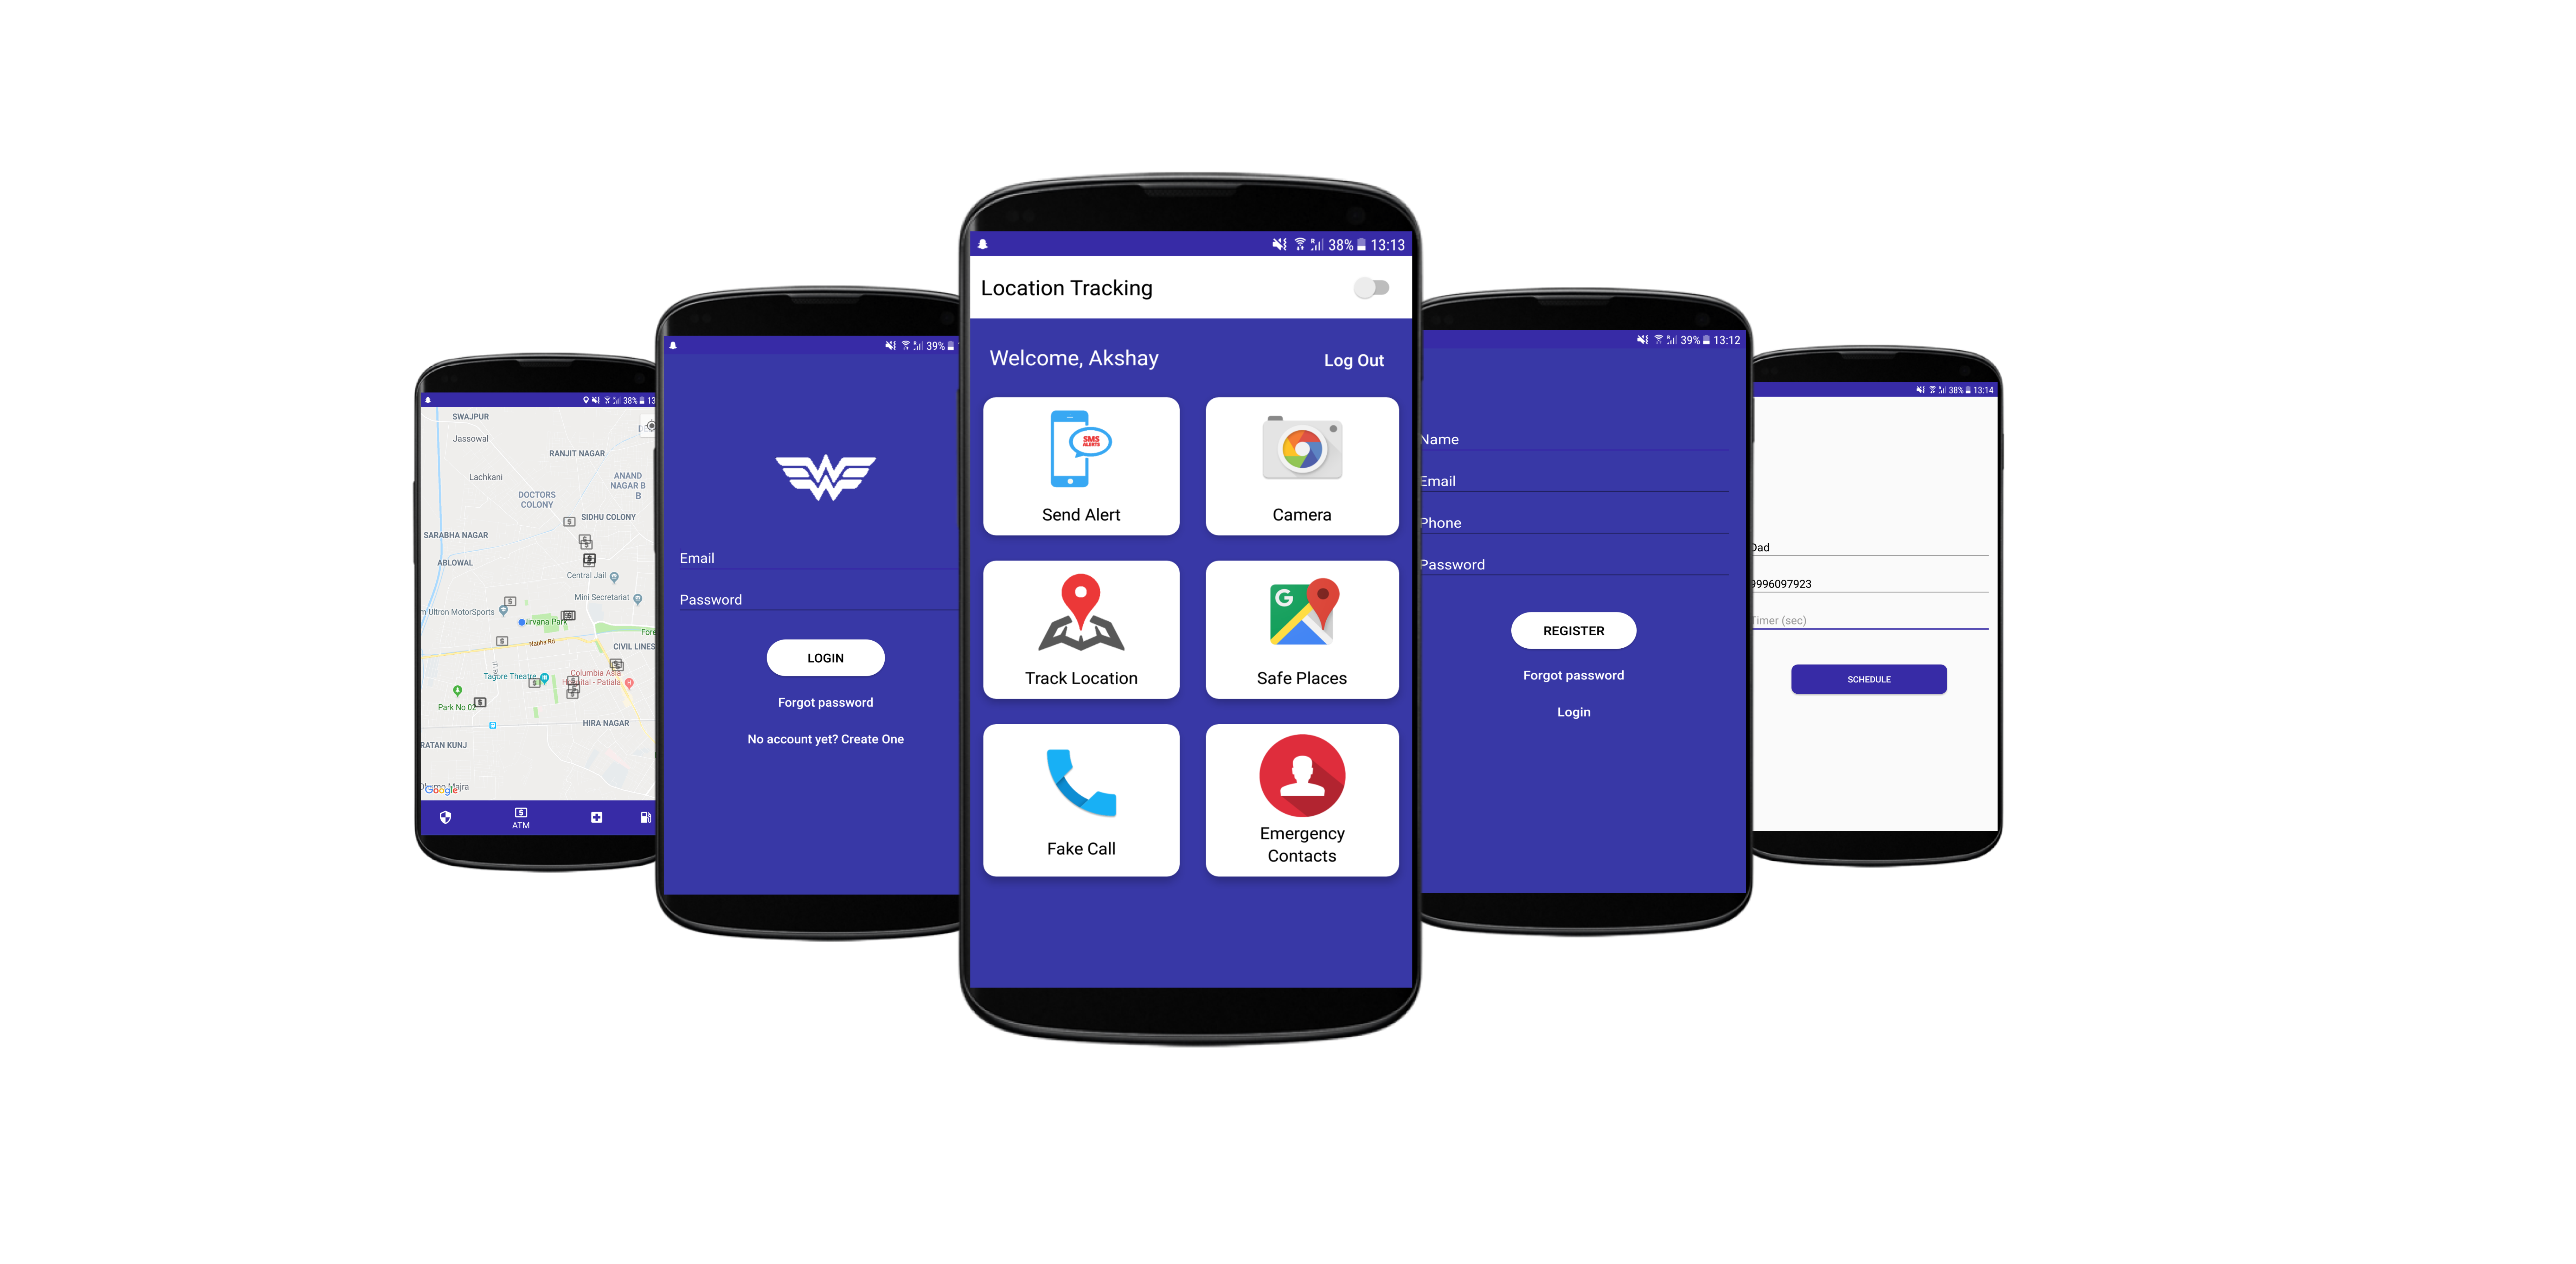 38% 13
SWAJPUR
Jassowal
RANJIT NAGAR
Lachkani
ANAND
NAGAR B
B
DOCTORS
COLONY
SIDHU COLONY
SARABHA NAGAR
ABLOWAL
Central Jail
Mini Secretariat
m Ultron MotorSports
Nirvana Park
Fore
Nabha Rd
CIVIL LINES
Columbia Asia
Hospital - Patiala
Tagore Theatre
Park No 02
HIRA NAGAR
RATAN KUNJ
Majra
Google
ATM
39%
W
Email
Password
LOGIN
Forgot password
No account yet? Create One
38% 13:13
Location Tracking
Welcome, Akshay
Log Out
SMS
ALERTS
Send Alert
Camera
G
Track Location
Safe Places
Fake Call
Emergency
Contacts
39% 13:12
Name
Email
Phone
Password
REGISTER
Forgot password
Login
38% 13:14
Dad
9996097923
Timer (sec)
SCHEDULE